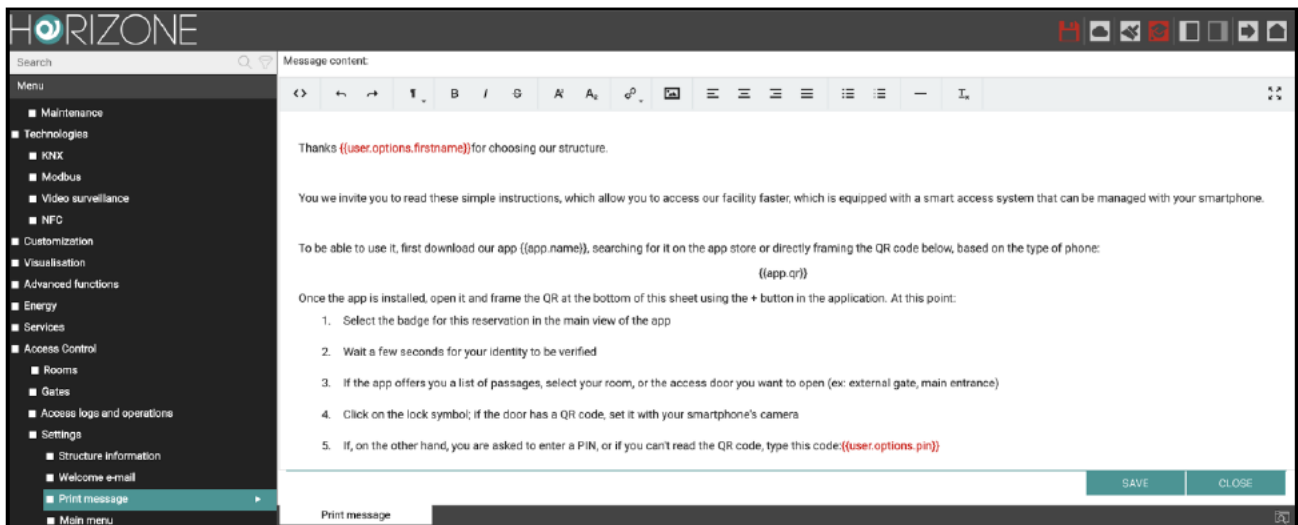 HORIZONE
Search
Message content:
Menu
B I S
Maintenance
Technologies
KNX
Modbus
Video surveillance
NFC
Customization
Visualisation
Advanced functions
Energy
Services
Access Control
Rooms
Gates
Access logs and operations
Settings
Structure information
Welcome e-mail
Print message
Main menu
Thanks {{user.options.firstname}}for choosing our structure.
You we invite you to read these simple instructions, which allow you to access our facility faster, which is equipped with a smart access system that can be managed with your smartphone.
To be able to use it, first download our app {{app.name}}, searching for it on the app store or directly framing the QR code below, based on the type of phone:
{{app.qr}}
Once the app is installed, open it and frame the QR at the bottom of this sheet using the + button in the application. At this point:
1. Select the badge for this reservation in the main view of the app
2. Wait a few seconds for your identity to be verified
3. If the app offers you a list of passages, select your room, or the access door you want to open (ex: external gate, main entrance)
4. Click on the lock symbol; if the door has a QR code, set it with your smartphone's camera
5. If, on the other hand, you are asked to enter a PIN, or if you can't read the QR code, type this code:{{user.options.pin}}
SAVE CLOSE
Print message